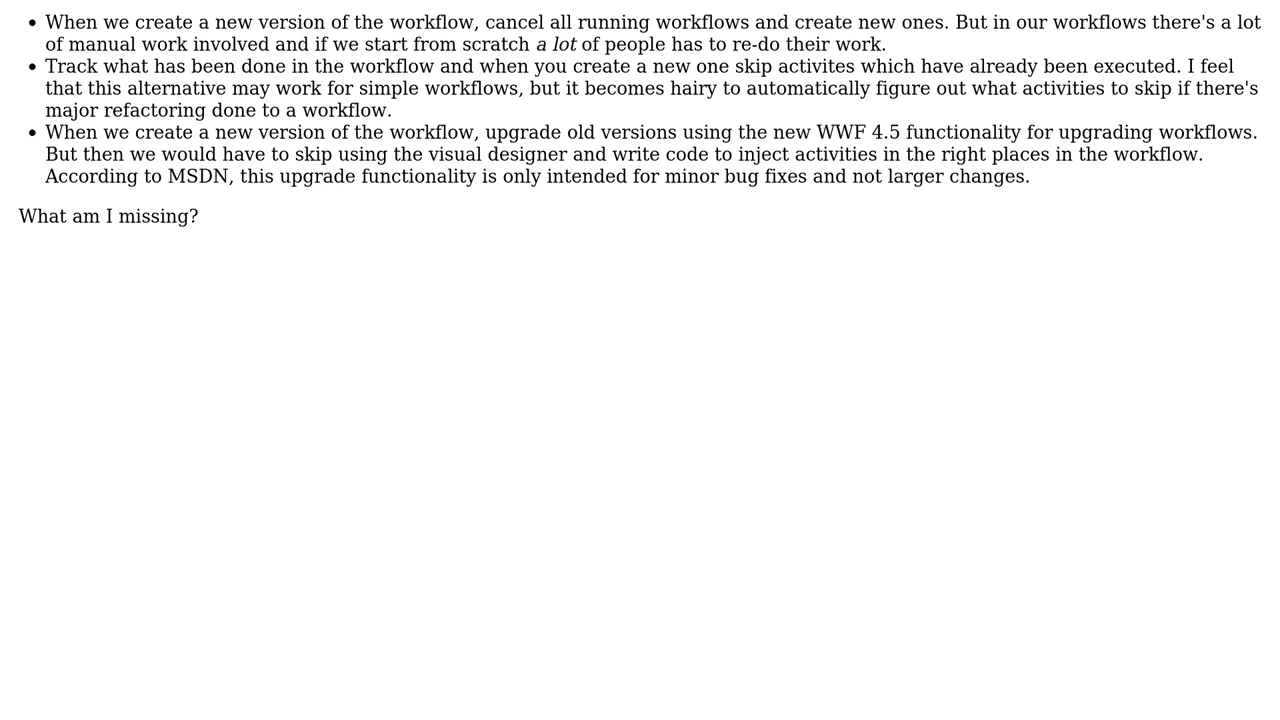 When we create a new version of the workflow, cancel all running workflows and create new ones. But in our workflows there's a lot
of manual work involved and if we start from scratch a lot of people has to re-do their work.
Track what has been done in the workflow and when you create a new one skip activites which have already been executed. I feel
that this alternative may work for simple workflows, but it becomes hairy to automatically figure out what activities to skip if there's
major refactoring done to a workflow.
When we create a new version of the workflow, upgrade old versions using the new WWF 4.5 functionality for upgrading workflows.
But then we would have to skip using the visual designer and write code to inject activities in the right places in the workflow.
According to MSDN, this upgrade functionality is only intended for minor bug fixes and not larger changes.
What am I missing?